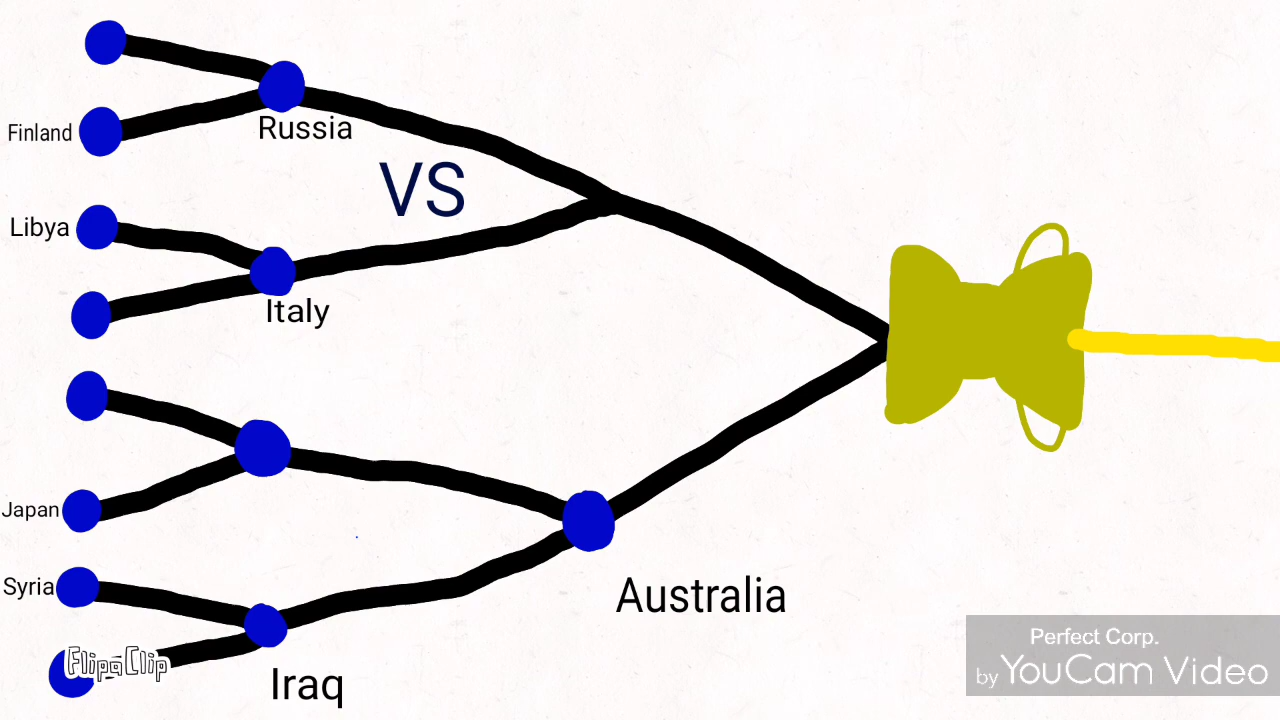 Finland
Russia
VS
Libya
Italy
Japan
Syria
Australia
FlipaClip
Iraq
Perfect Corp.
by YouCam Video